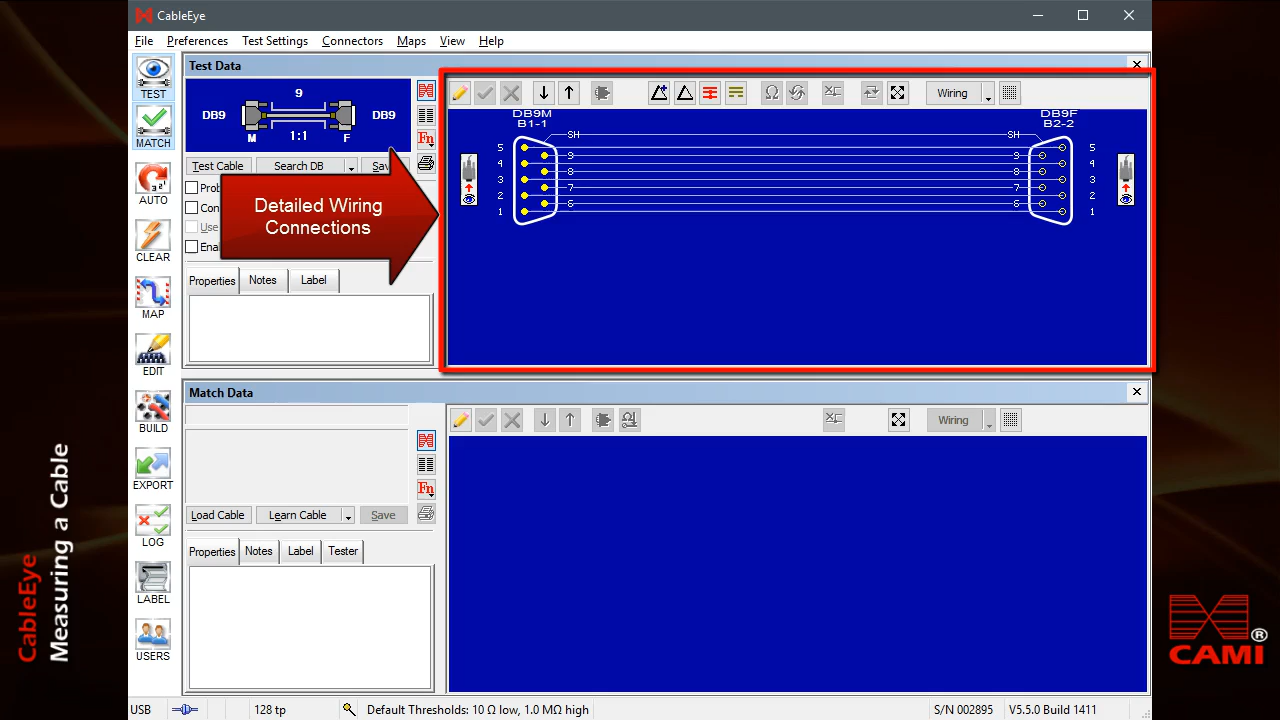 CableEye
File Preferences Test Settings Connectors Maps View Help
TEST
MATCH
AUTO
CLEAR
MAP
EDIT
BUILD
EXPORT
LOG
LABEL
USERS
Test Data
9
DB9 DB9
M 1:1 F
Test Cable Search DB
Properties Notes Label
Fn
Detailed Wiring
Connections
Wiring
DB9M DB9F
B1-1 B2-2
SH SH
5 5
9 9
4 4
8 8
3 3
7 7
2 2
6 6
1 1
Match Data
Wiring
Fn
Load Cable Learn Cable Save
Properties Notes Label Tester
USB 128 tp Default Thresholds: 10 Ω low, 1.0 MΩ high S/N 002895 V5.5.0 Build 1411
CableEye
Measuring a Cable
CAMI®